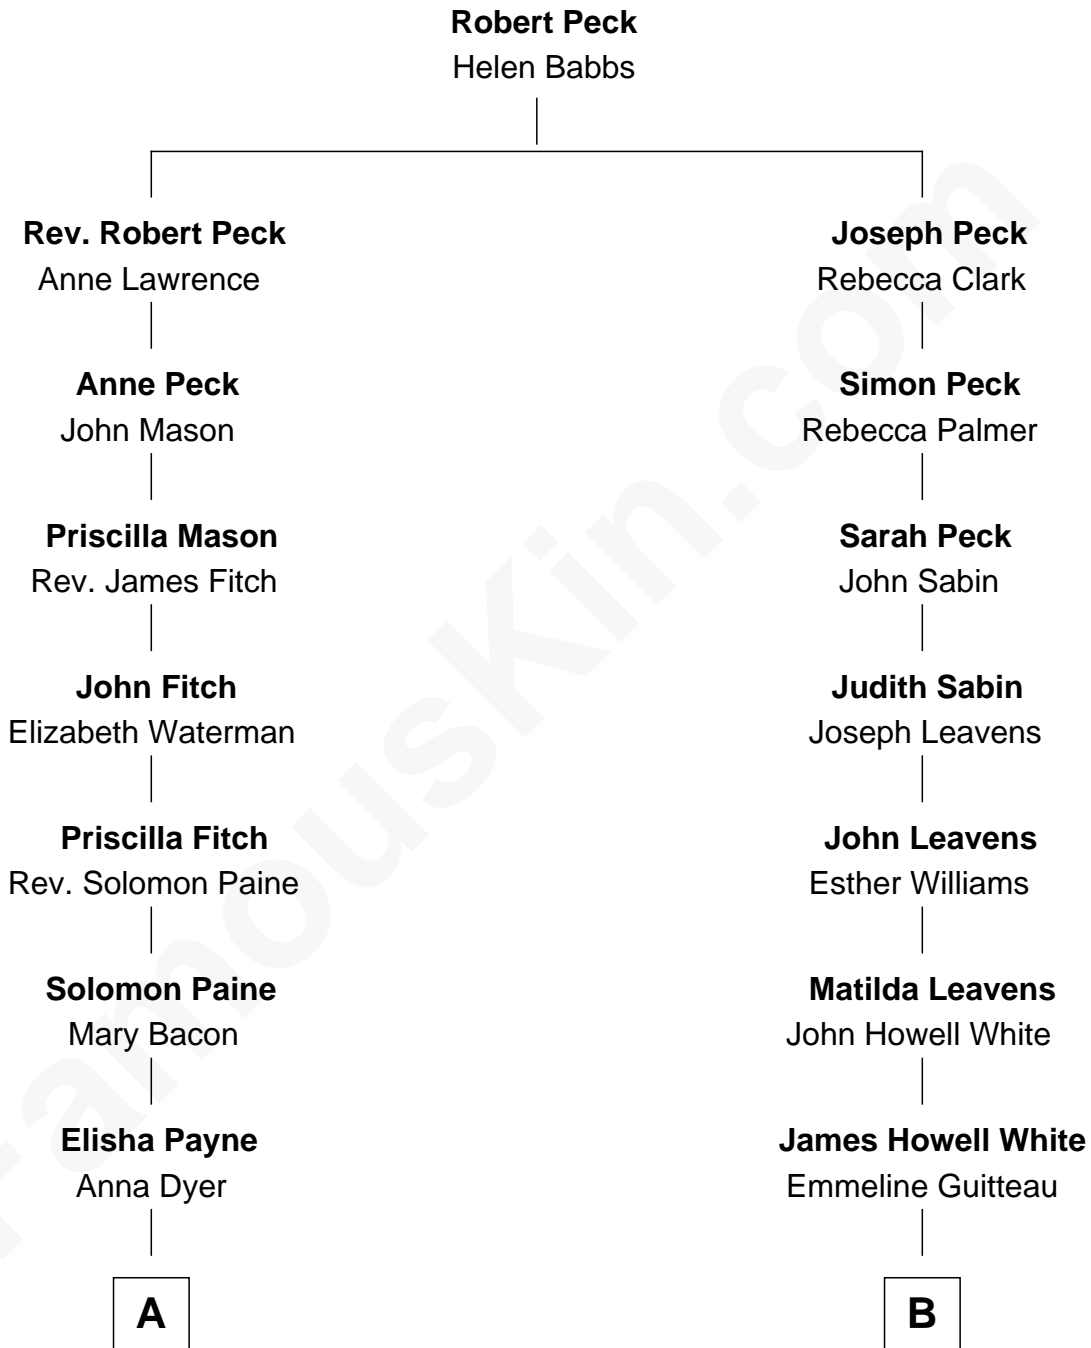 Robert Peck
Helen Babbs
Rev. Robert Peck
Anne Lawrence
Joseph Peck
Rebecca Clark
Anne Peck
John Mason
Simon Peck
Rebecca Palmer
Priscilla Mason
Rev. James Fitch
Sarah Peck
John Sabin
John Fitch
Elizabeth Waterman
Judith Sabin
Joseph Leavens
Priscilla Fitch
Rev. Solomon Paine
John Leavens
Esther Williams
Solomon Paine
Mary Bacon
Matilda Leavens
John Howell White
Elisha Payne
Anna Dyer
James Howell White
Emmeline Guitteau
A
B
FamousKin.com